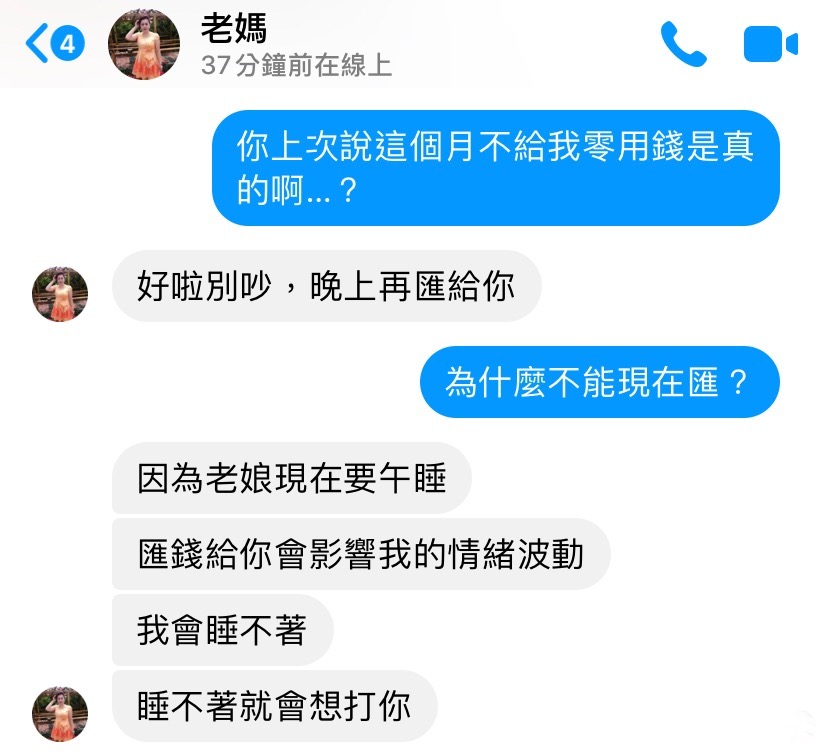 4
老媽
37分鐘前在線上
你上次說這個月不給我零用錢是真
的啊...？
好啦別吵，晚上再匯給你
為什麼不能現在匯？
因為老娘現在要午睡
匯錢給你會影響我的情緒波動
我會睡不著
睡不著就會想打你